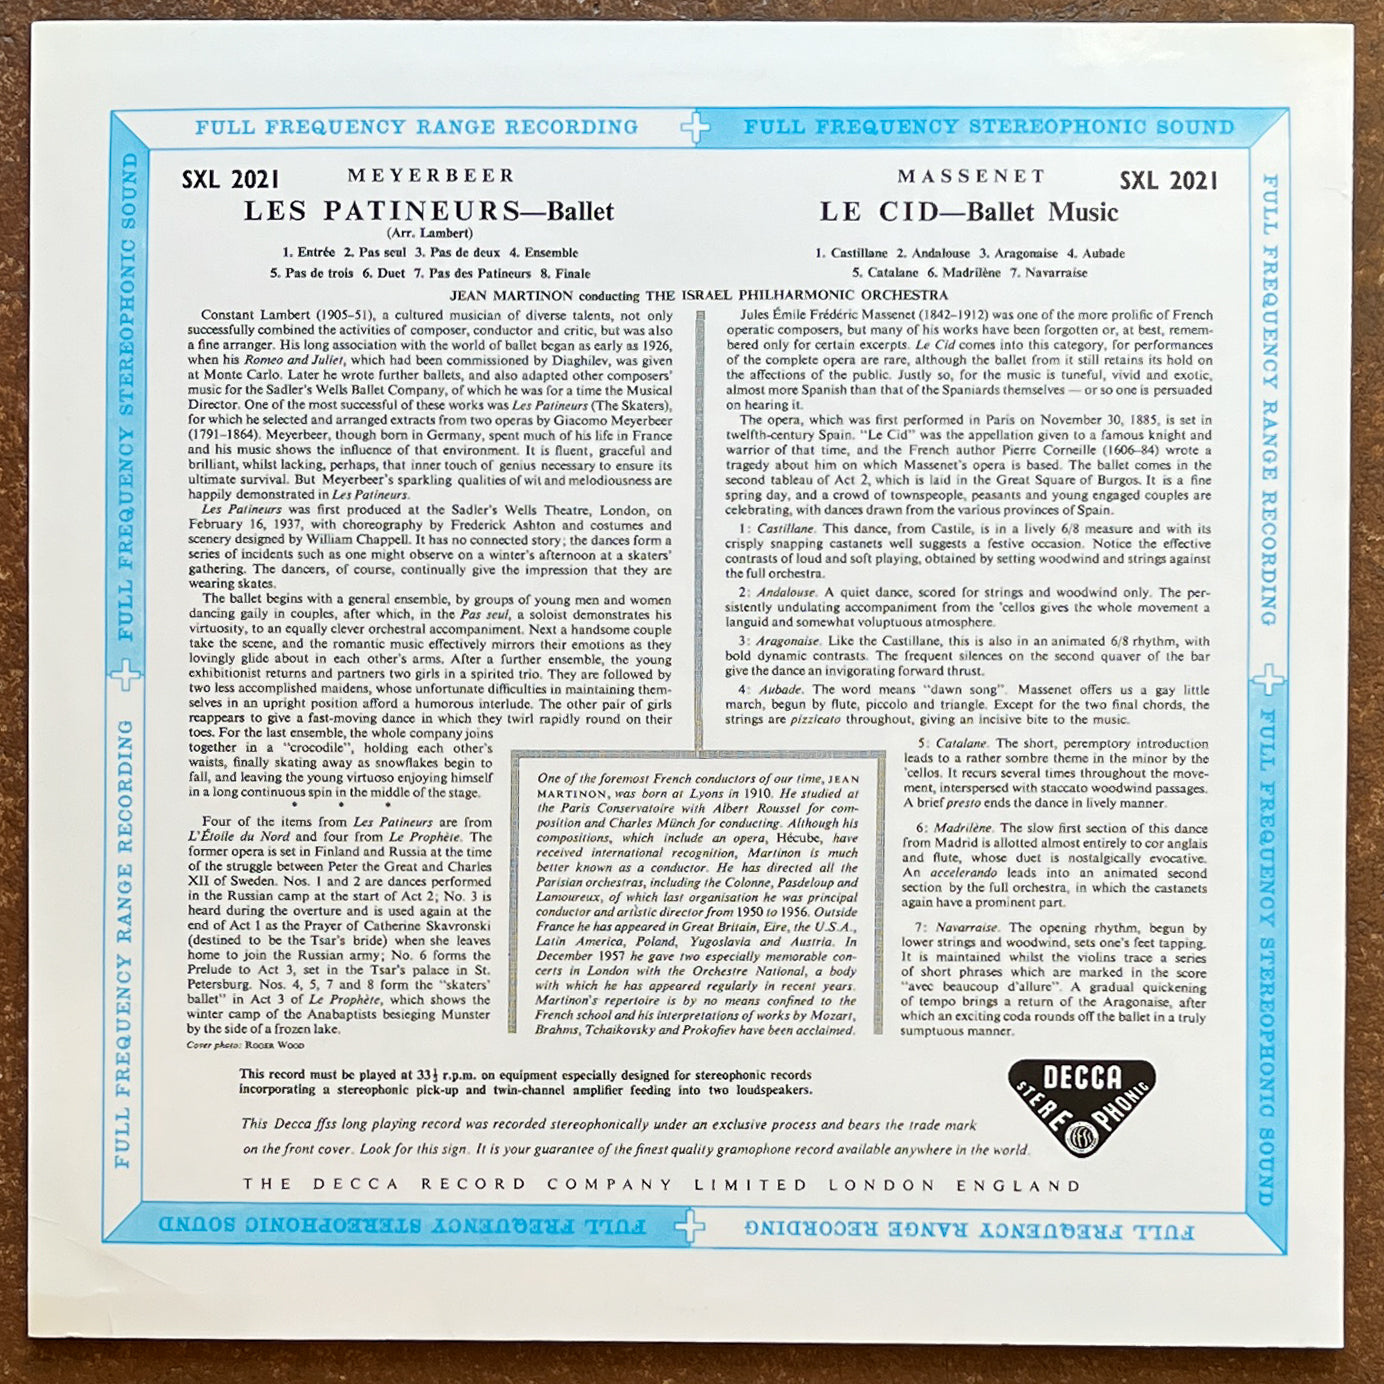 FULL FREQUENCY RANGE RECORDING
FULL FREQUENCY STEREOPHONIC SOUND
SXL 2021
MEYERBEER
LES PATINEURS—Ballet
(Arr. Lambert)
1. Entrée 2. Pas seul 3. Pas de deux 4. Ensemble
5. Pas de trois 6. Duet 7. Pas des Patineurs 8. Finale
MASSENET
SXL 2021
LE CID—Ballet Music
1. Castillane 2. Andalouse 3. Aragonaise 4. Aubade
5. Catalane 6. Madrilène 7. Navarraise
JEAN MARTINON conducting THE ISRAEL PHILHARMONIC ORCHESTRA
Constant Lambert (1905–51), a cultured musician of diverse talents, not only
successfully combined the activities of composer, conductor and critic, but was also
a fine arranger. His long association with the world of ballet began as early as 1926,
when his Romeo and Juliet, which had been commissioned by Diaghilev, was given
at Monte Carlo. Later he wrote further ballets, and also adapted other composers'
music for the Sadler's Wells Ballet Company, of which he was for a time the Musical
Director. One of the most successful of these works was Les Patineurs (The Skaters),
for which he selected and arranged extracts from two operas by Giacomo Meyerbeer
(1791–1864). Meyerbeer, though born in Germany, spent much of his life in France
and his music shows the influence of that environment. It is fluent, graceful and
brilliant, whilst lacking, perhaps, that inner touch of genius necessary to ensure its
ultimate survival. But Meyerbeer's sparkling qualities of wit and melodiousness are
happily demonstrated in Les Patineurs.
Les Patineurs was first produced at the Sadler's Wells Theatre, London, on
February 16, 1937, with choreography by Frederick Ashton and costumes and
scenery designed by William Chappell. It has no connected story; the dances form a
series of incidents such as one might observe on a winter's afternoon at a skaters'
gathering. The dancers, of course, continually give the impression that they are
wearing skates.
The ballet begins with a general ensemble, by groups of young men and women
dancing gaily in couples, after which, in the Pas seul, a soloist demonstrates his
virtuosity, to an equally clever orchestral accompaniment. Next a handsome couple
take the scene, and the romantic music effectively mirrors their emotions as they
lovingly glide about in each other's arms. After a further ensemble, the young
exhibitionist returns and partners two girls in a spirited trio. They are followed by
two less accomplished maidens, whose unfortunate difficulties in maintaining them-
selves in an upright position afford a humorous interlude. The other pair of girls
reappears to give a fast-moving dance in which they twirl rapidly round on their
toes. For the last ensemble, the whole company joins
together in a "crocodile", holding each other's
waists, finally skating away as snowflakes begin to
fall, and leaving the young virtuoso enjoying himself
in a long continuous spin in the middle of the stage.
* * *
Four of the items from Les Patineurs are from
L'Étoile du Nord and four from Le Prophète. The
former opera is set in Finland and Russia at the time
of the struggle between Peter the Great and Charles
XII of Sweden. Nos. 1 and 2 are dances performed
in the Russian camp at the start of Act 2; No. 3 is
heard during the overture and is used again at the
end of Act 1 as the Prayer of Catherine Skavronski
(destined to be the Tsar's bride) when she leaves
home to join the Russian army; No. 6 forms the
Prelude to Act 3, set in the Tsar's palace in St.
Petersburg. Nos. 4, 5, 7 and 8 form the "skaters'
ballet" in Act 3 of Le Prophète, which shows the
winter camp of the Anabaptists besieging Munster
by the side of a frozen lake.
Cover photo: ROGER WOOD
One of the foremost French conductors of our time, JEAN
MARTINON, was born at Lyons in 1910. He studied at
the Paris Conservatoire with Albert Roussel for com-
position and Charles Münch for conducting. Although his
compositions, which include an opera, Hécube, have
received international recognition, Martinon is much
better known as a conductor. He has directed all the
Parisian orchestras, including the Colonne, Pasdeloup and
Lamoureux, of which last organisation he was principal
conductor and artistic director from 1950 to 1956. Outside
France he has appeared in Great Britain, Eire, the U.S.A.,
Latin America, Poland, Yugoslavia and Austria. In
December 1957 he gave two especially memorable con-
certs in London with the Orchestre National, a body
with which he has appeared regularly in recent years.
Martinon's repertoire is by no means confined to the
French school and his interpretations of works by Mozart,
Brahms, Tchaikovsky and Prokofiev have been acclaimed.
Jules Émile Frédéric Massenet (1842–1912) was one of the more prolific of French
operatic composers, but many of his works have been forgotten or, at best, remem-
bered only for certain excerpts. Le Cid comes into this category, for performances
of the complete opera are rare, although the ballet from it still retains its hold on
the affections of the public. Justly so, for the music is tuneful, vivid and exotic,
almost more Spanish than that of the Spaniards themselves — or so one is persuaded
on hearing it.
The opera, which was first performed in Paris on November 30, 1885, is set in
twelfth-century Spain. "Le Cid" was the appellation given to a famous knight and
warrior of that time, and the French author Pierre Corneille (1606–84) wrote a
tragedy about him on which Massenet's opera is based. The ballet comes in the
second tableau of Act 2, which is laid in the Great Square of Burgos. It is a fine
spring day, and a crowd of townspeople, peasants and young engaged couples are
celebrating, with dances drawn from the various provinces of Spain.
1: Castillane. This dance, from Castile, is in a lively 6/8 measure and with its
crisply snapping castanets well suggests a festive occasion. Notice the effective
contrasts of loud and soft playing, obtained by setting woodwind and strings against
the full orchestra.
2: Andalouse. A quiet dance, scored for strings and woodwind only. The per-
sistently undulating accompaniment from the 'cellos gives the whole movement a
languid and somewhat voluptuous atmosphere.
3: Aragonaise. Like the Castillane, this is also in an animated 6/8 rhythm, with
bold dynamic contrasts. The frequent silences on the second quaver of the bar
give the dance an invigorating forward thrust.
4: Aubade. The word means "dawn song". Massenet offers us a gay little
march, begun by flute, piccolo and triangle. Except for the two final chords, the
strings are pizzicato throughout, giving an incisive bite to the music.
5: Catalane. The short, peremptory introduction
leads to a rather sombre theme in the minor by the
'cellos. It recurs several times throughout the move-
ment, interspersed with staccato woodwind passages.
A brief presto ends the dance in lively manner.
6: Madrilène. The slow first section of this dance
from Madrid is allotted almost entirely to cor anglais
and flute, whose duet is nostalgically evocative.
An accelerando leads into an animated second
section by the full orchestra, in which the castanets
again have a prominent part.
7: Navarraise. The opening rhythm, begun by
lower strings and woodwind, sets one's feet tapping.
It is maintained whilst the violins trace a series
of short phrases which are marked in the score
"avec beaucoup d'allure". A gradual quickening
of tempo brings a return of the Aragonaise, after
which an exciting coda rounds off the ballet in a truly
sumptuous manner.
This record must be played at 33⅓ r.p.m. on equipment especially designed for stereophonic records
incorporating a stereophonic pick-up and twin-channel amplifier feeding into two loudspeakers.
This Decca ffss long playing record was recorded stereophonically under an exclusive process and bears the trade mark
on the front cover. Look for this sign. It is your guarantee of the finest quality gramophone record available anywhere in the world.
DECCA
STEREOPHONIC
ffss
THE DECCA RECORD COMPANY LIMITED LONDON ENGLAND
FULL FREQUENCY STEREOPHONIC SOUND
FULL FREQUENCY RANGE RECORDING
FULL FREQUENCY RANGE RECORDING
FULL FREQUENCY STEREOPHONIC SOUND
FULL FREQUENCY RANGE RECORDING
FULL FREQUENCY STEREOPHONIC SOUND